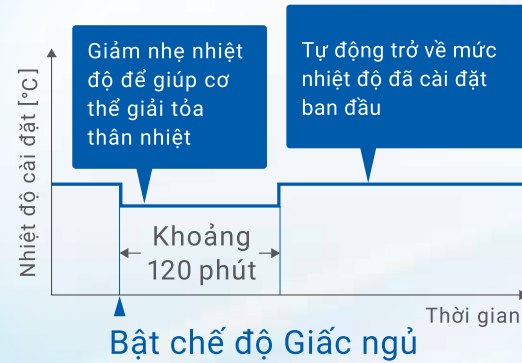 Giảm nhẹ nhiệt
độ để giúp cơ
thể giải tỏa
thân nhiệt
Tự động trở về mức
nhiệt độ đã cài đặt
ban đầu
Nhiệt độ cài đặt [°C]
Khoảng
120 phút
Thời gian
Bật chế độ Giấc ngủ